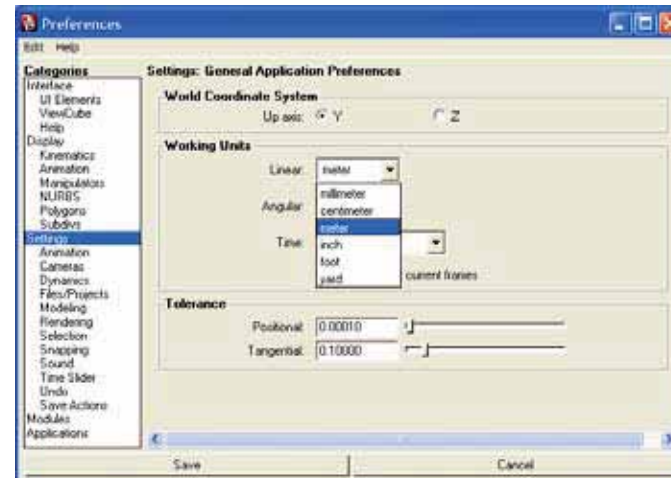 Preferences
Edit Help
Categories
Interface
UI Elements
ViewCube
Help
Display
Kinematics
Animation
Manipulators
NURBS
Polygons
Subdivs
Settings
Animation
Cameras
Dynamics
Files/Projects
Modeling
Rendering
Selection
Snapping
Sound
Time Slider
Undo
Save Actions
Modules
Applications
Settings: General Application Preferences
World Coordinate System
Up axis: Y Z
Working Units
Linear: meter
millimeter
centimeter
meter
inch
foot
yard
Angular
Time
current frames
Tolerance
Positional: 0.00010
Tangential: 0.10000
Save Cancel